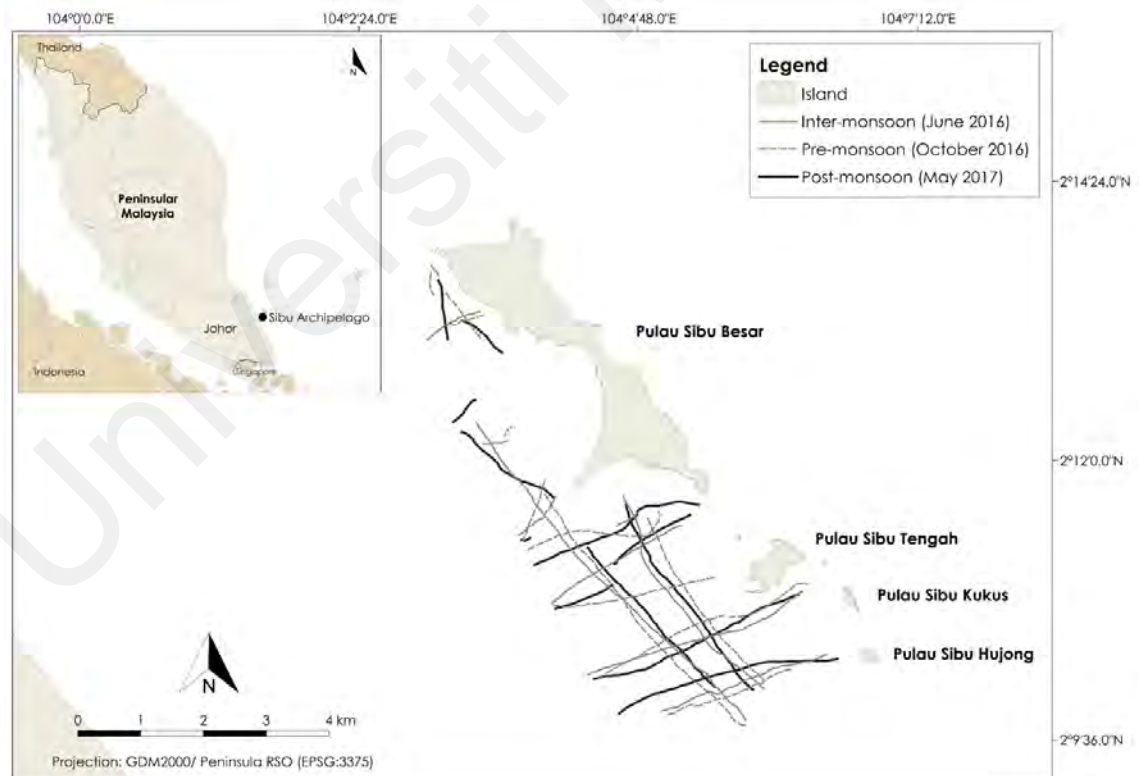 104°0'0.0"E
104°2'24.0"E
104°4'48.0"E
104°7'12.0"E
Thailand
N
Peninsular
Malaysia
Johor
Sibu Archipelago
Indonesia
Singapore
Legend
Island
Inter-monsoon (June 2016)
Pre-monsoon (October 2016)
Post-monsoon (May 2017)
2°14'24.0"N
Pulau Sibu Besar
2°12'0.0"N
Pulau Sibu Tengah
Pulau Sibu Kukus
Pulau Sibu Hujong
2°9'36.0"N
N
0 1 2 3 4 km
Projection: GDM2000/ Peninsula RSO (EPSG:3375)
Universiti